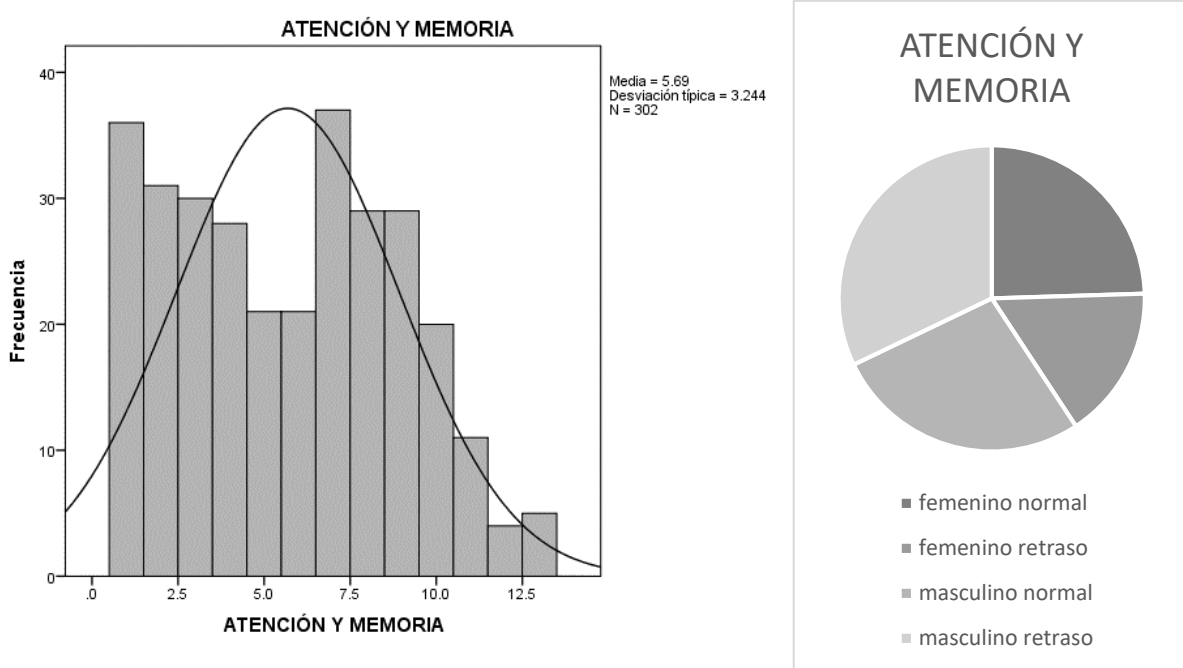 ATENCIÓN Y MEMORIA
Media = 5.69
Desviación típica = 3.244
N = 302
Frecuencia
40
30
20
10
0
.0 2.5 5.0 7.5 10.0 12.5
ATENCIÓN Y MEMORIA
ATENCIÓN Y
MEMORIA
femenino normal
femenino retraso
masculino normal
masculino retraso